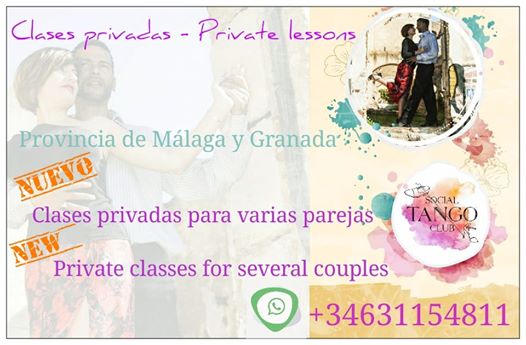 Clases privadas - Private lessons
Provincia de Málaga y Granada
NUEVO
Clases privadas para varias parejas
SOCIAL
TANGO
CLUB
NEW
Private classes for several couples
+34631154811